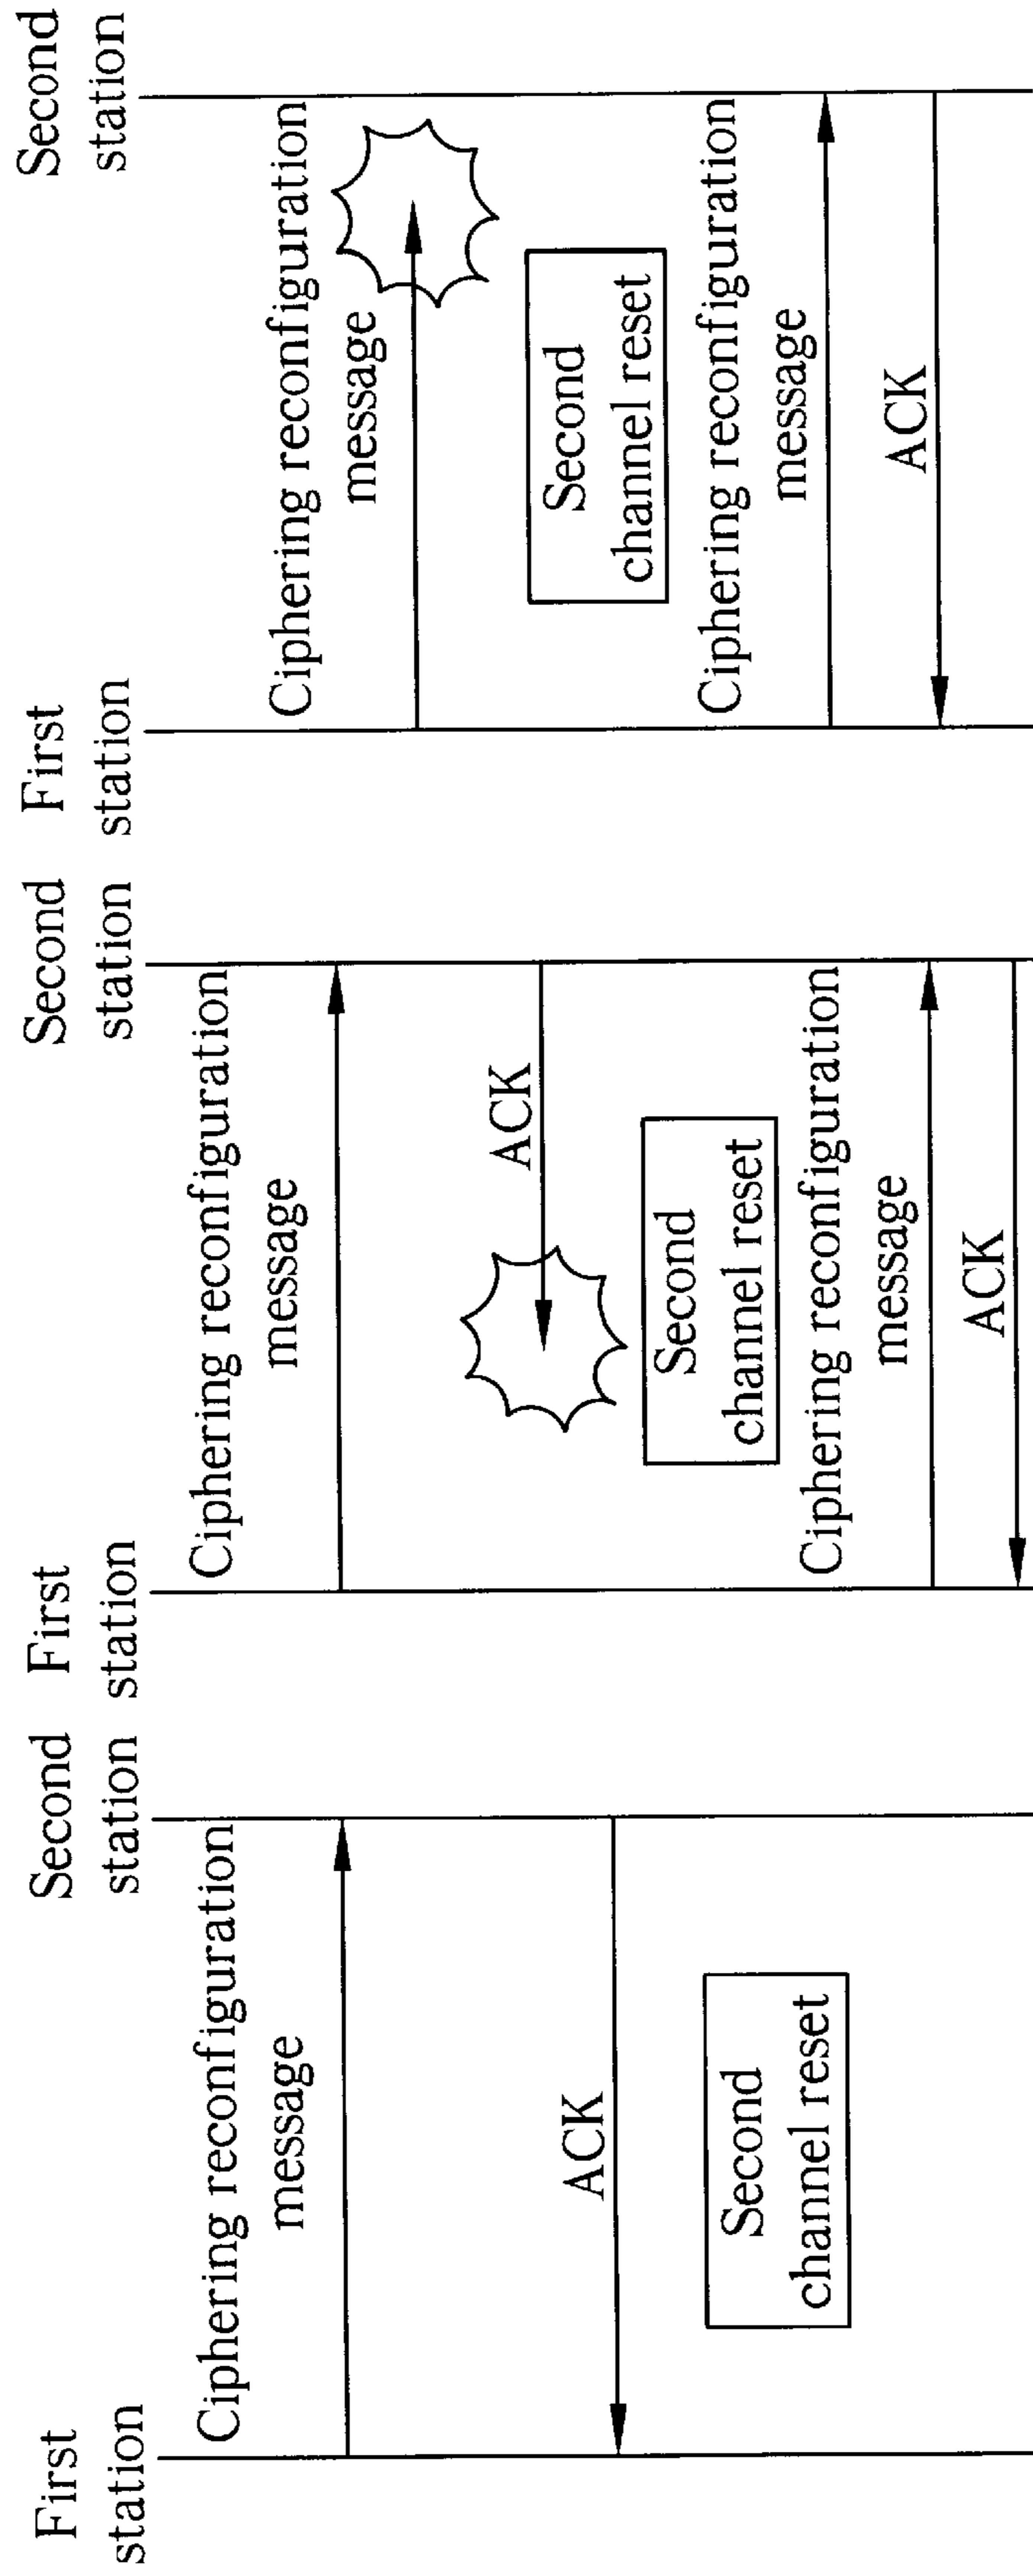 First
station
Second
station
Ciphering reconfiguration
message
ACK
Second
channel reset
First
station
Second
station
Ciphering reconfiguration
message
ACK
Second
channel reset
Ciphering reconfiguration
message
ACK
First
station
Second
station
Ciphering reconfiguration
message
Second
channel reset
Ciphering reconfiguration
message
ACK